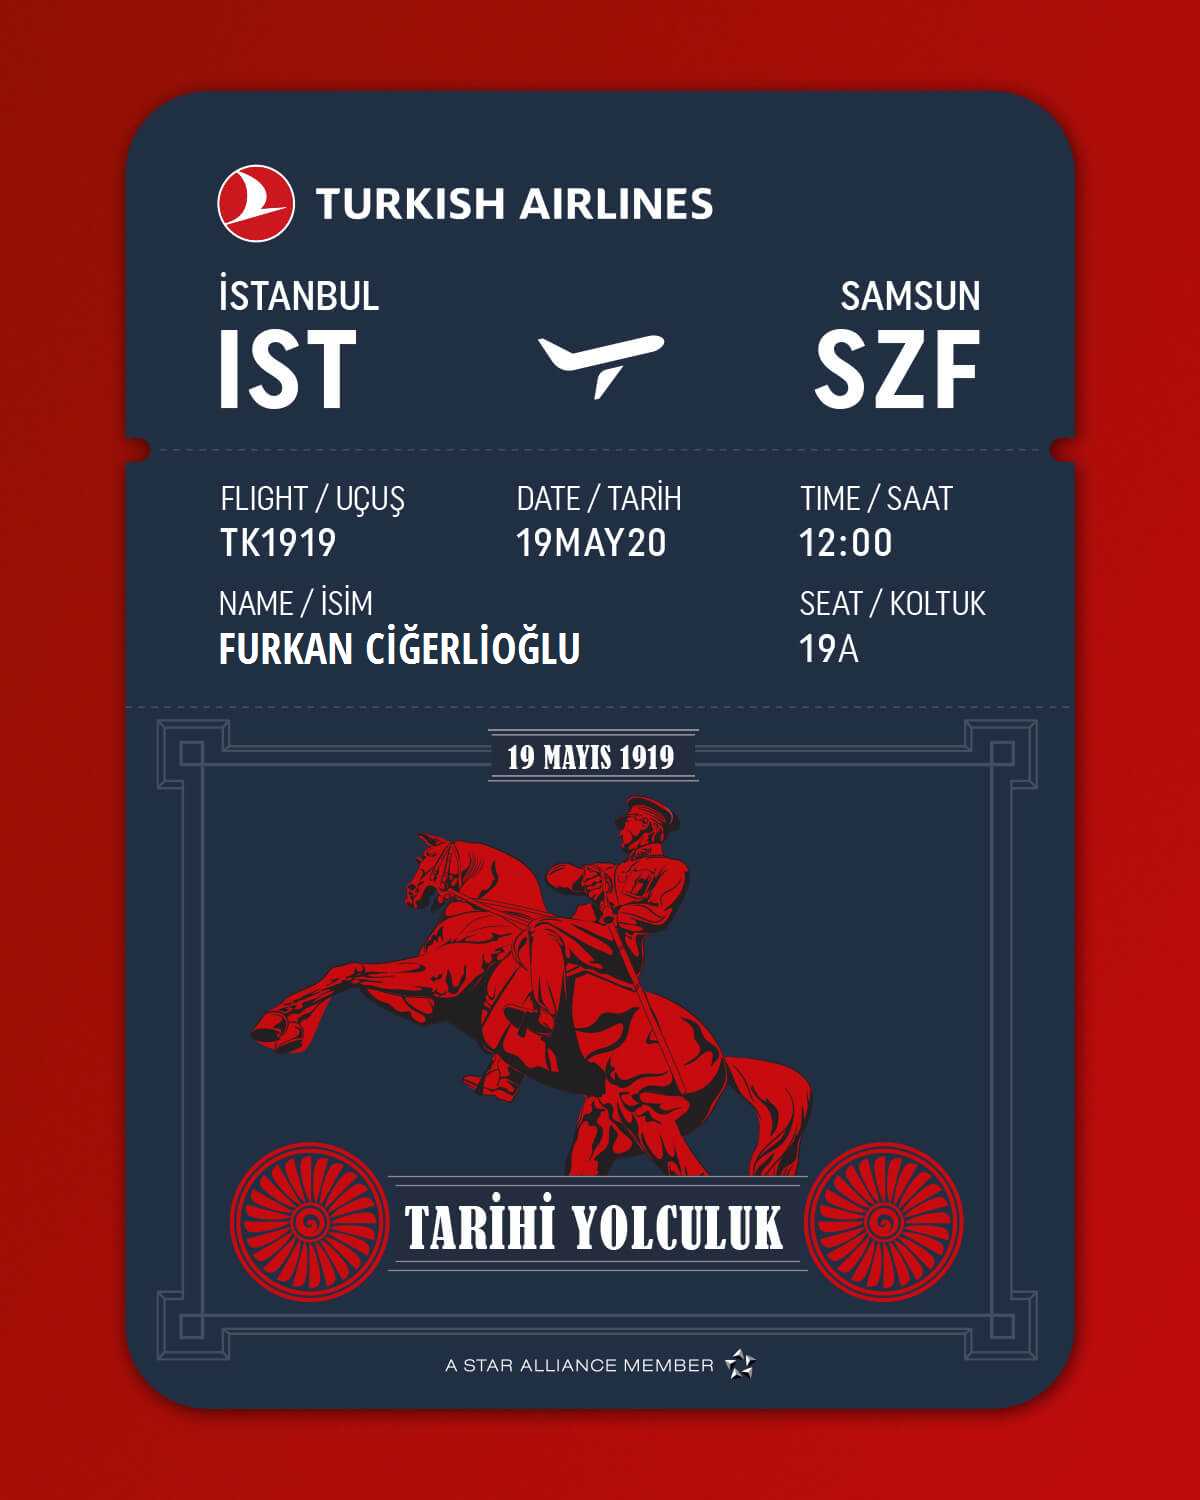 TURKISH AIRLINES
İSTANBUL SAMSUN
IST SZF
FLIGHT / UÇUŞ DATE / TARİH TIME / SAAT
TK1919 19MAY20 12:00
NAME / İSİM SEAT / KOLTUK
FURKAN CİĞERLİOĞLU 19A
19 MAYIS 1919
TARİHİ YOLCULUK
A STAR ALLIANCE MEMBER